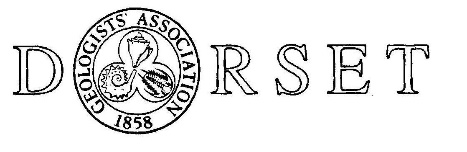 D RSET
GEOLOGISTS' ASSOCIATION
1858